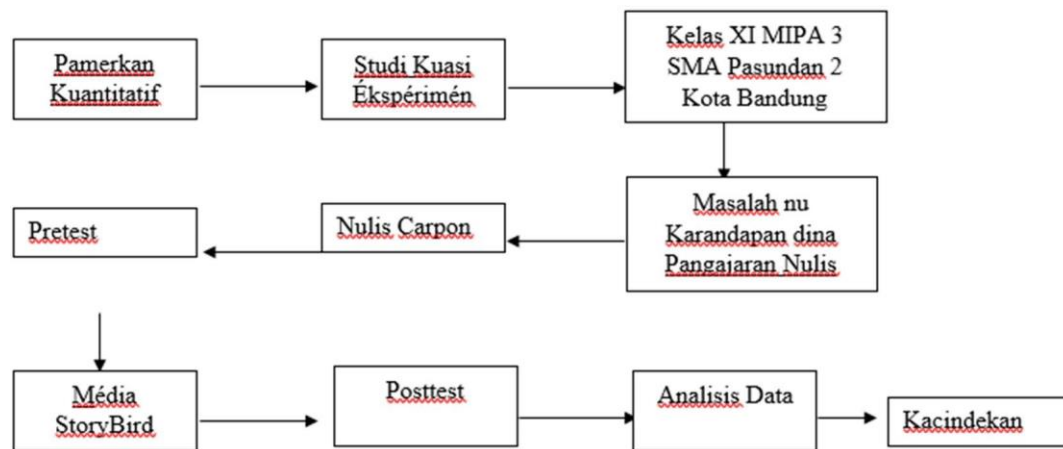 Pamerkan
Kuantitatif
Studi Kuasi
Ékspérimén
Kelas XI MIPA 3
SMA Pasundan 2
Kota Bandung
Masalah nu
Karandapan dina
Pangajaran Nulis
Nulis Carpon
Pretest
Média
StoryBird
Posttest
Analisis Data
Kacindekan